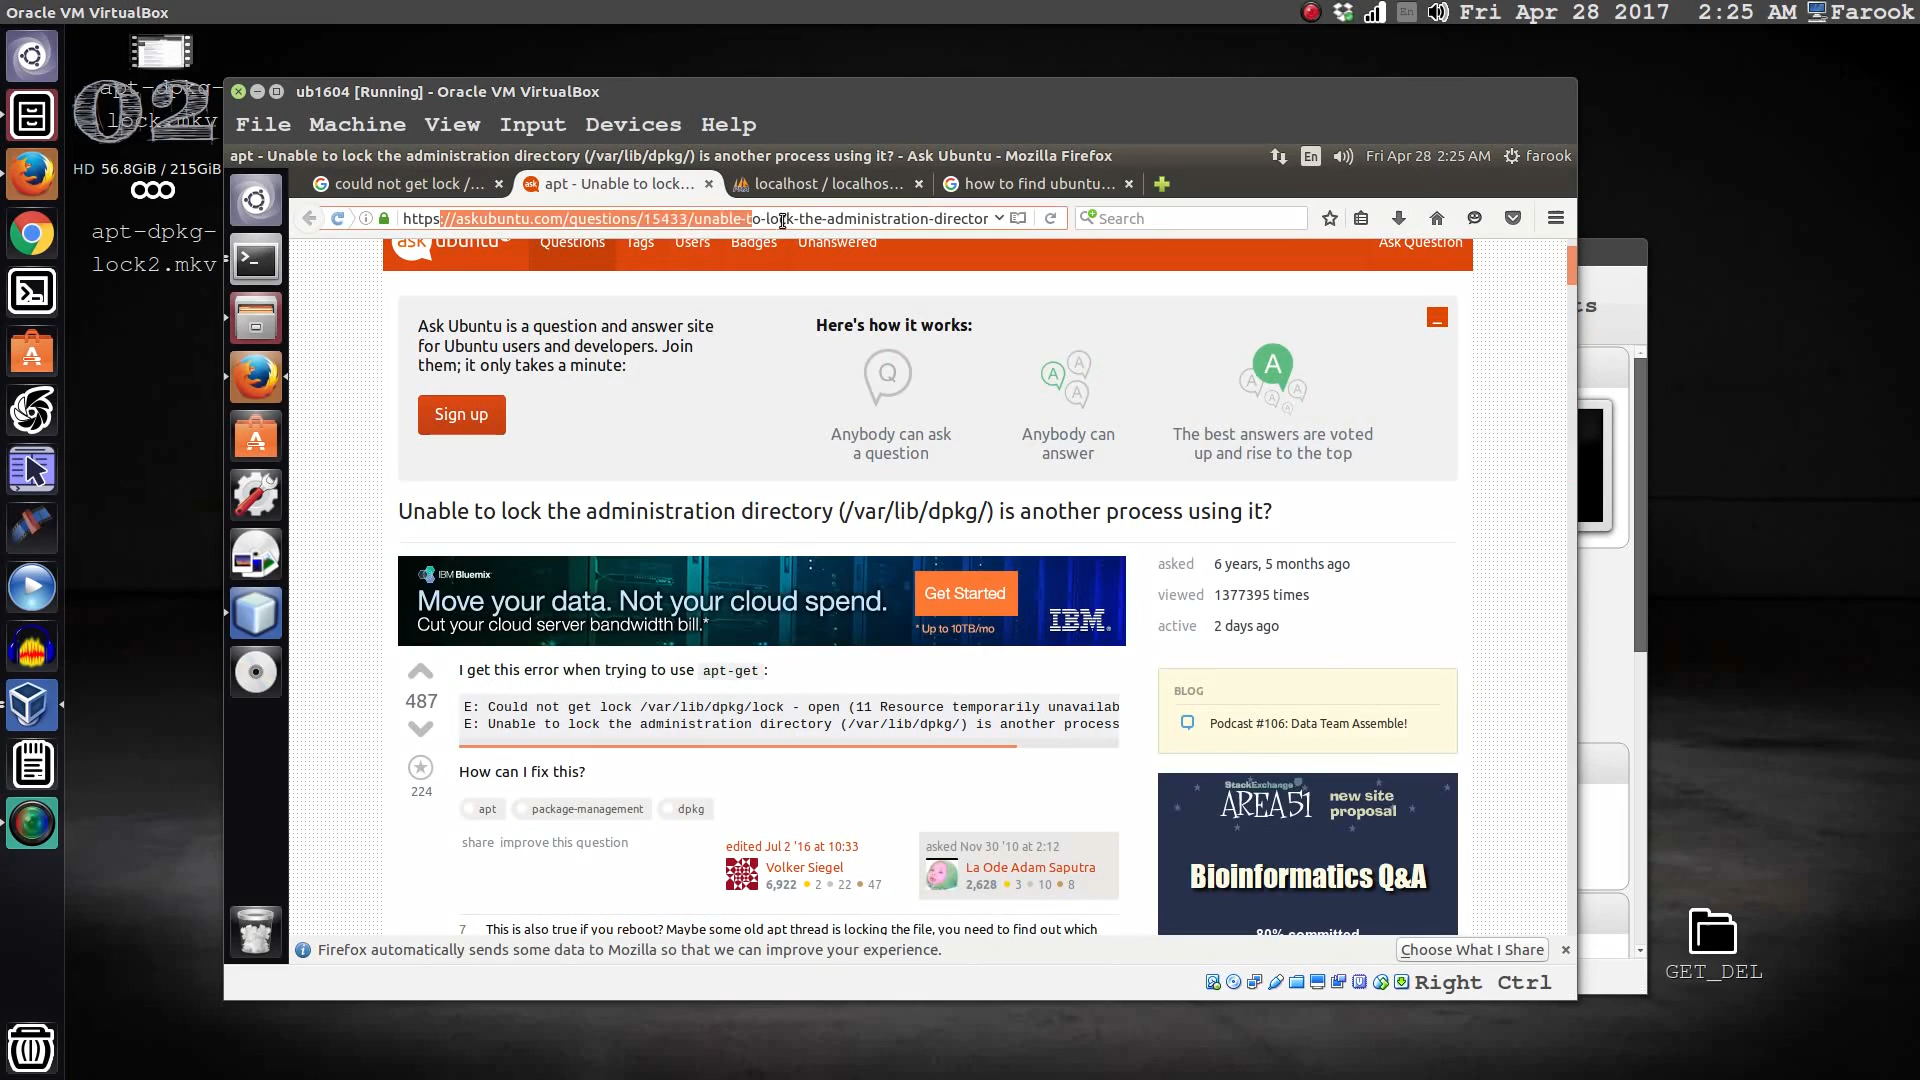 Oracle VM VirtualBox
En
Fri Apr 28 2017
2:25 AM
Farook
apt-dpkg-
lock.mkv
02
HD 56.8GiB / 215GiB
apt-dpkg-
lock2.mkv
ub1604 [Running] - Oracle VM VirtualBox
File Machine View Input Devices Help
apt - Unable to lock the administration directory (/var/lib/dpkg/) is another process using it? - Ask Ubuntu - Mozilla Firefox
En
Fri Apr 28 2:25 AM
farook
could not get lock /...
apt - Unable to lock...
localhost / localhos...
how to find ubuntu...
https://askubuntu.com/questions/15433/unable-to-lock-the-administration-director
Search
ask ubuntu
Questions Tags Users Badges Unanswered
Ask Question
Ask Ubuntu is a question and answer site
for Ubuntu users and developers. Join
them; it only takes a minute:
Sign up
Here's how it works:
Q
A
A
A
A
A
Anybody can ask
a question
Anybody can
answer
The best answers are voted
up and rise to the top
ts
Unable to lock the administration directory (/var/lib/dpkg/) is another process using it?
IBM Bluemix
Move your data. Not your cloud spend.
Cut your cloud server bandwidth bill.*
Get Started
* Up to 10TB/mo
IBM.
asked 6 years, 5 months ago
viewed 1377395 times
active 2 days ago
487
I get this error when trying to use apt-get :
E: Could not get lock /var/lib/dpkg/lock - open (11 Resource temporarily unavailab
E: Unable to lock the administration directory (/var/lib/dpkg/) is another process
How can I fix this?
224
apt package-management dpkg
share improve this question
edited Jul 2 '16 at 10:33
Volker Siegel
6,922 2 22 47
asked Nov 30 '10 at 2:12
La Ode Adam Saputra
2,628 3 10 8
7 This is also true if you reboot? Maybe some old apt thread is locking the file, you need to find out which
BLOG
Podcast #106: Data Team Assemble!
StackExchange
AREA51
new site
proposal
Bioinformatics Q&A
80% committed
Firefox automatically sends some data to Mozilla so that we can improve your experience.
Choose What I Share
Right Ctrl
GET_DEL